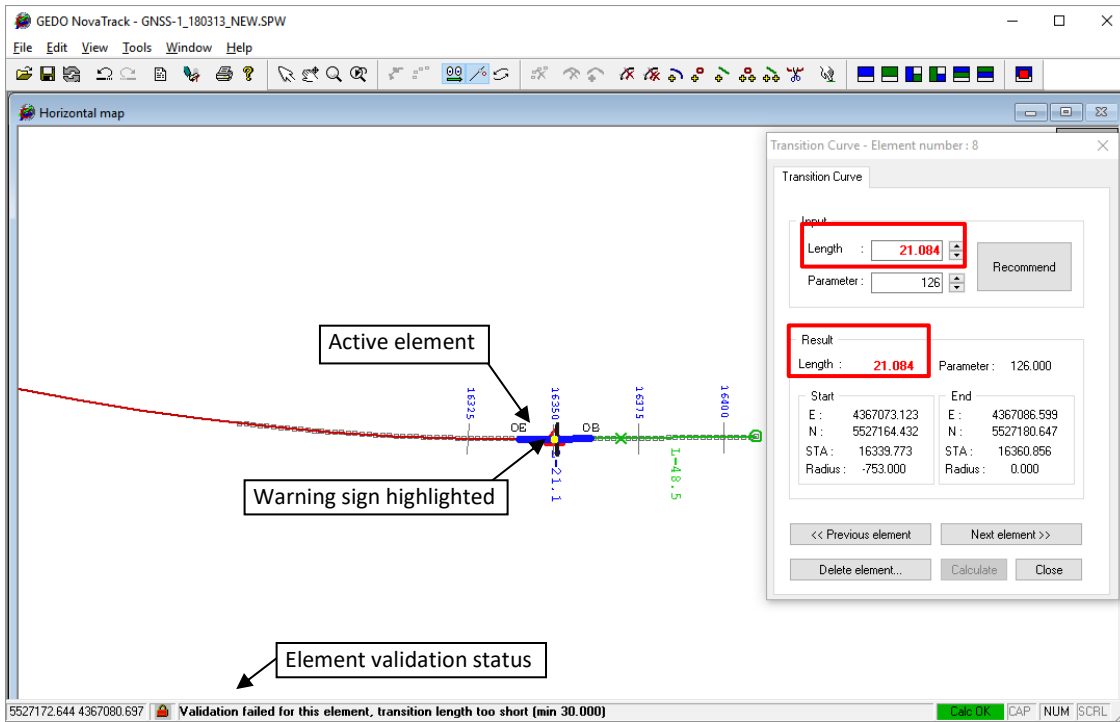 GEDO NovaTrack - GNSS-1_180313_NEW.SPW
File Edit View Tools Window Help
Horizontal map
Transition Curve - Element number : 8
Transition Curve
Input
Length : 21.084
Recommend
Parameter : 126
Result
Length : 21.084 Parameter : 126.000
Start
E : 4367073.123
N : 5527164.432
STA : 16339.773
Radius : -753.000
End
E : 4367086.599
N : 5527180.647
STA : 16360.856
Radius : 0.000
<< Previous element Next element >>
Delete element... Calculate Close
Active element
16325
16350
16375
16400
OE
OB
L=21.1
L=48.5
Warning sign highlighted
Element validation status
5527172.644 4367080.697 Validation failed for this element, transition length too short (min 30.000) Calc OK CAP NUM SCRL